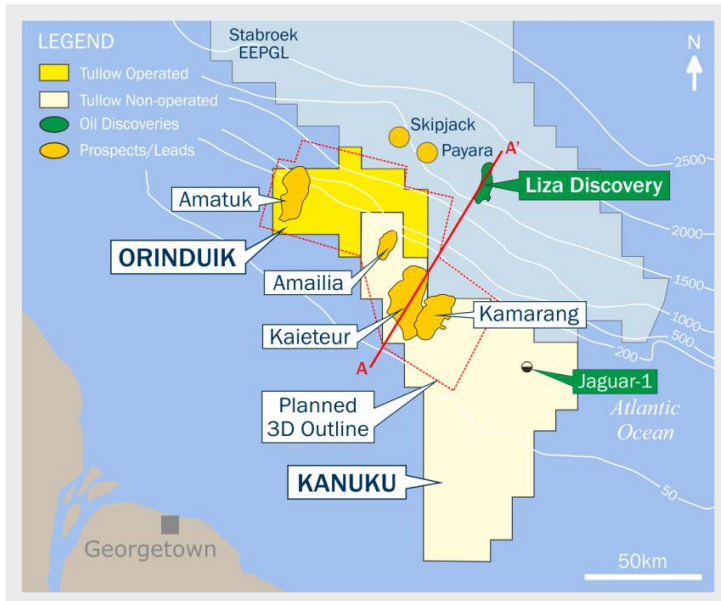 LEGEND
Tullow Operated
Tullow Non-operated
Oil Discoveries
Prospects/Leads
Stabroek
EEPGL
N
Skipjack
Payara
A'
Liza Discovery
2500
2000
1500
1000
500
200
50
Amatuk
ORINDUIK
Amailia
Kaieteur
Kamarang
A
Jaguar-1
Planned
3D Outline
Atlantic
Ocean
KANUKU
Georgetown
50km